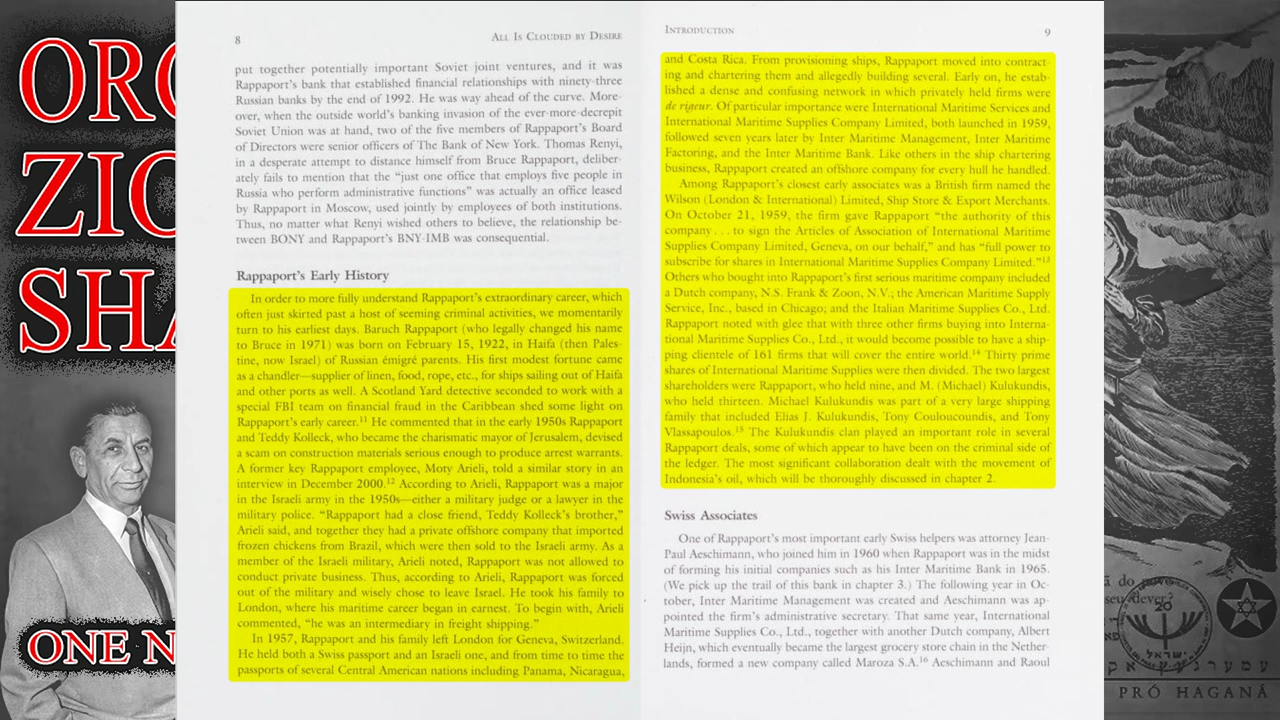 ORG
ZIO
SHA
ONE N
8
ALL IS CLOUDED BY DESIRE
put together potentially important Soviet joint ventures, and it was
Rappaport's bank that established financial relationships with ninety-three
Russian banks by the end of 1992. He was way ahead of the curve. More-
over, when the outside world's banking invasion of the ever-more-decrepit
Soviet Union was at hand, two of the five members of Rappaport's Board
of Directors were senior officers of The Bank of New York. Thomas Renyi,
in a desperate attempt to distance himself from Bruce Rappaport, deliber-
ately fails to mention that the "just one office that employs five people in
Russia who perform administrative functions" was actually an office leased
by Rappaport in Moscow, used jointly by employees of both institutions.
Thus, no matter what Renyi wished others to believe, the relationship be-
tween BONY and Rappaport's BNY-IMB was consequential.
Rappaport's Early History
In order to more fully understand Rappaport's extraordinary career, which
often just skirted past a host of seeming criminal activities, we momentarily
turn to his earliest days. Baruch Rappaport (who legally changed his name
to Bruce in 1971) was born on February 15, 1922, in Haifa (then Pales-
tine, now Israel) of Russian émigré parents. His first modest fortune came
as a chandler—supplier of linen, food, rope, etc., for ships sailing out of Haifa
and other ports as well. A Scotland Yard detective seconded to work with a
special FBI team on financial fraud in the Caribbean shed some light on
Rappaport's early career.11 He commented that in the early 1950s Rappaport
and Teddy Kolleck, who became the charismatic mayor of Jerusalem, devised
a scam on construction materials serious enough to produce arrest warrants.
A former key Rappaport employee, Moty Arieli, told a similar story in an
interview in December 2000.12 According to Arieli, Rappaport was a major
in the Israeli army in the 1950s—either a military judge or a lawyer in the
military police. "Rappaport had a close friend, Teddy Kolleck's brother,"
Arieli said, and together they had a private offshore company that imported
frozen chickens from Brazil, which were then sold to the Israeli army. As a
member of the Israeli military, Arieli noted, Rappaport was not allowed to
conduct private business. Thus, according to Arieli, Rappaport was forced
out of the military and wisely chose to leave Israel. He took his family to
London, where his maritime career began in earnest. To begin with, Arieli
commented, "he was an intermediary in freight shipping."
In 1957, Rappaport and his family left London for Geneva, Switzerland.
He held both a Swiss passport and an Israeli one, and from time to time the
passports of several Central American nations including Panama, Nicaragua,
INTRODUCTION
9
and Costa Rica. From provisioning ships, Rappaport moved into contract-
ing and chartering them and allegedly building several. Early on, he estab-
lished a dense and confusing network in which privately held firms were
de rigeur. Of particular importance were International Maritime Services and
International Maritime Supplies Company Limited, both launched in 1959,
followed seven years later by Inter Maritime Management, Inter Maritime
Factoring, and the Inter Maritime Bank. Like others in the ship chartering
business, Rappaport created an offshore company for every hull he handled.
Among Rappaport's closest early associates was a British firm named the
Wilson (London & International) Limited, Ship Store & Export Merchants.
On October 21, 1959, the firm gave Rappaport "the authority of this
company . . . to sign the Articles of Association of International Maritime
Supplies Company Limited, Geneva, on our behalf," and has "full power to
subscribe for shares in International Maritime Supplies Company Limited."13
Others who bought into Rappaport's first serious maritime company included
a Dutch company, N.S. Frank & Zoon, N.V.; the American Maritime Supply
Service, Inc., based in Chicago; and the Italian Maritime Supplies Co., Ltd.
Rappaport noted with glee that with three other firms buying into Interna-
tional Maritime Supplies Co., Ltd., it would become possible to have a ship-
ping clientele of 161 firms that will cover the entire world.14 Thirty prime
shares of International Maritime Supplies were then divided. The two largest
shareholders were Rappaport, who held nine, and M. (Michael) Kulukundis,
who held thirteen. Michael Kulukundis was part of a very large shipping
family that included Elias J. Kulukundis, Tony Couloucoundis, and Tony
Vlassapoulos.15 The Kulukundis clan played an important role in several
Rappaport deals, some of which appear to have been on the criminal side of
the ledger. The most significant collaboration dealt with the movement of
Indonesia's oil, which will be thoroughly discussed in chapter 2.
Swiss Associates
One of Rappaport's most important early Swiss helpers was attorney Jean-
Paul Aeschimann, who joined him in 1960 when Rappaport was in the midst
of forming his initial companies such as his Inter Maritime Bank in 1965.
(We pick up the trail of this bank in chapter 3.) The following year in Oc-
tober, Inter Maritime Management was created and Aeschimann was ap-
pointed the firm's administrative secretary. That same year, International
Maritime Supplies Co., Ltd., together with another Dutch company, Albert
Heijn, which eventually became the largest grocery store chain in the Nether-
lands, formed a new company called Maroza S.A.16 Aeschimann and Raoul
ã do povo
seu dever?
20
ישראל
PRÓ HAGANÁ